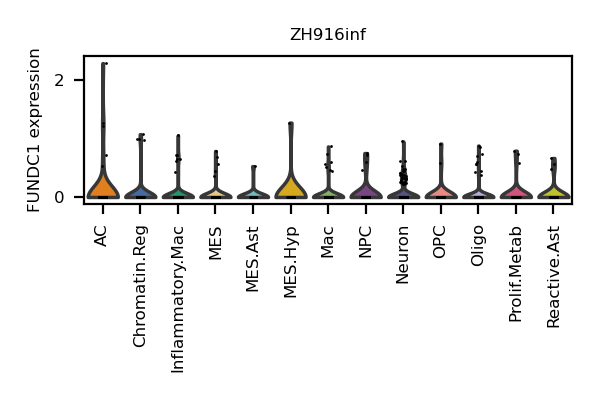 ZH916inf
FUNDC1 expression
2
0
AC
Chromatin.Reg
Inflammatory.Mac
MES
MES.Ast
MES.Hyp
Mac
NPC
Neuron
OPC
Oligo
Prolif.Metab
Reactive.Ast